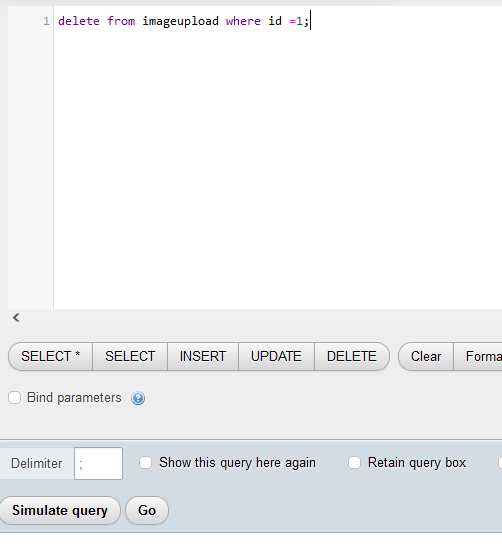 1 delete from imageupload where id =1;
SELECT * SELECT INSERT UPDATE DELETE Clear Forma
Bind parameters
Delimiter ; Show this query here again Retain query box
Simulate query Go